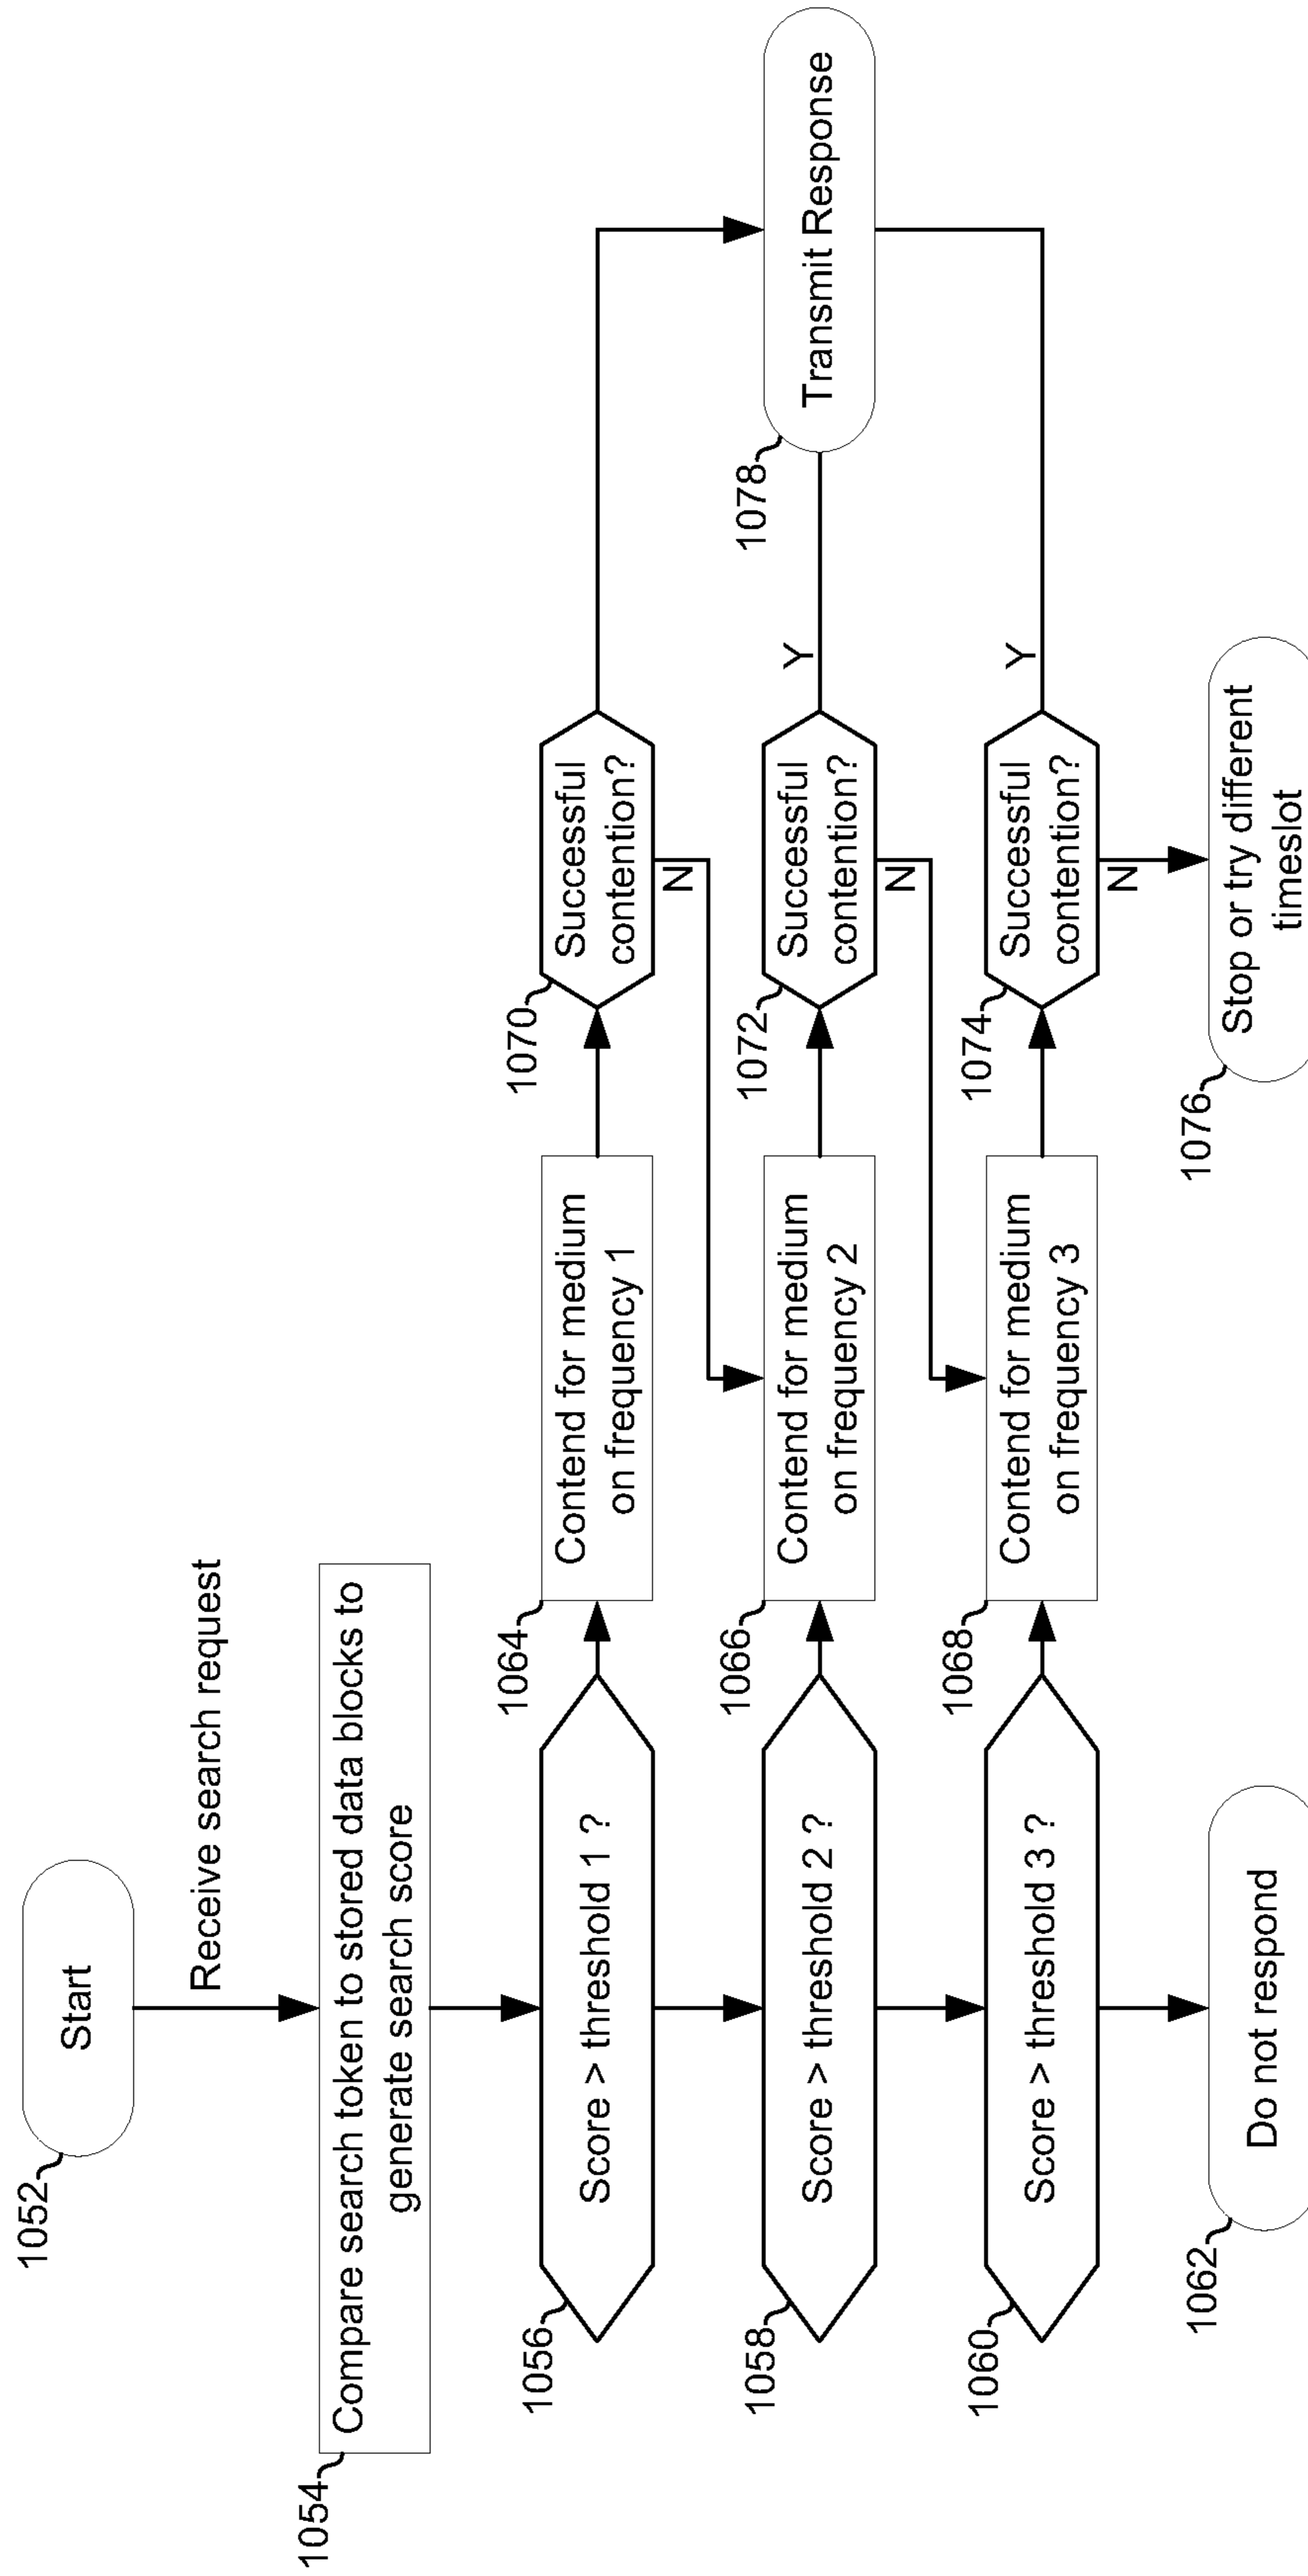 1052
Start
Receive search request
1054
Compare search token to stored data blocks to
generate search score
1056
Score > threshold 1 ?
1064
Contend for medium
on frequency 1
1070
Successful
contention?
N
1058
Score > threshold 2 ?
1066
Contend for medium
on frequency 2
1072
Successful
contention?
Y
N
1078
Transmit Response
1060
Score > threshold 3 ?
1068
Contend for medium
on frequency 3
1074
Successful
contention?
Y
N
1062
Do not respond
1076
Stop or try different
timeslot